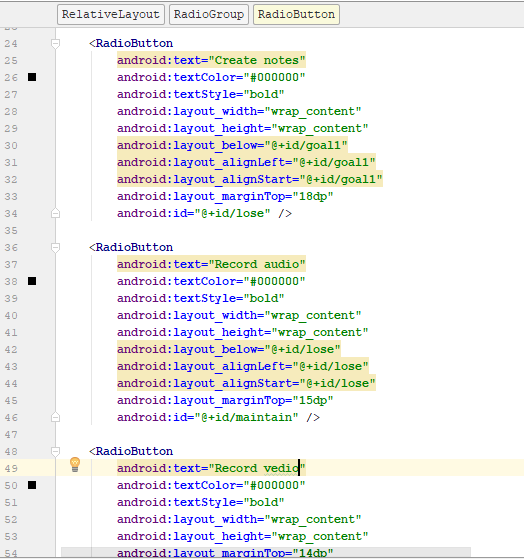 RelativeLayout RadioGroup RadioButton
24 <RadioButton
25 android:text="Create notes"
26 android:textColor="#000000"
27 android:textStyle="bold"
28 android:layout_width="wrap_content"
29 android:layout_height="wrap_content"
30 android:layout_below="@+id/goal1"
31 android:layout_alignLeft="@+id/goal1"
32 android:layout_alignStart="@+id/goal1"
33 android:layout_marginTop="18dp"
34 android:id="@+id/lose" />
35
36 <RadioButton
37 android:text="Record audio"
38 android:textColor="#000000"
39 android:textStyle="bold"
40 android:layout_width="wrap_content"
41 android:layout_height="wrap_content"
42 android:layout_below="@+id/lose"
43 android:layout_alignLeft="@+id/lose"
44 android:layout_alignStart="@+id/lose"
45 android:layout_marginTop="15dp"
46 android:id="@+id/maintain" />
47
48 <RadioButton
49 android:text="Record vedio"
50 android:textColor="#000000"
51 android:textStyle="bold"
52 android:layout_width="wrap_content"
53 android:layout_height="wrap_content"
54 android:layout_marginTop="14dp"